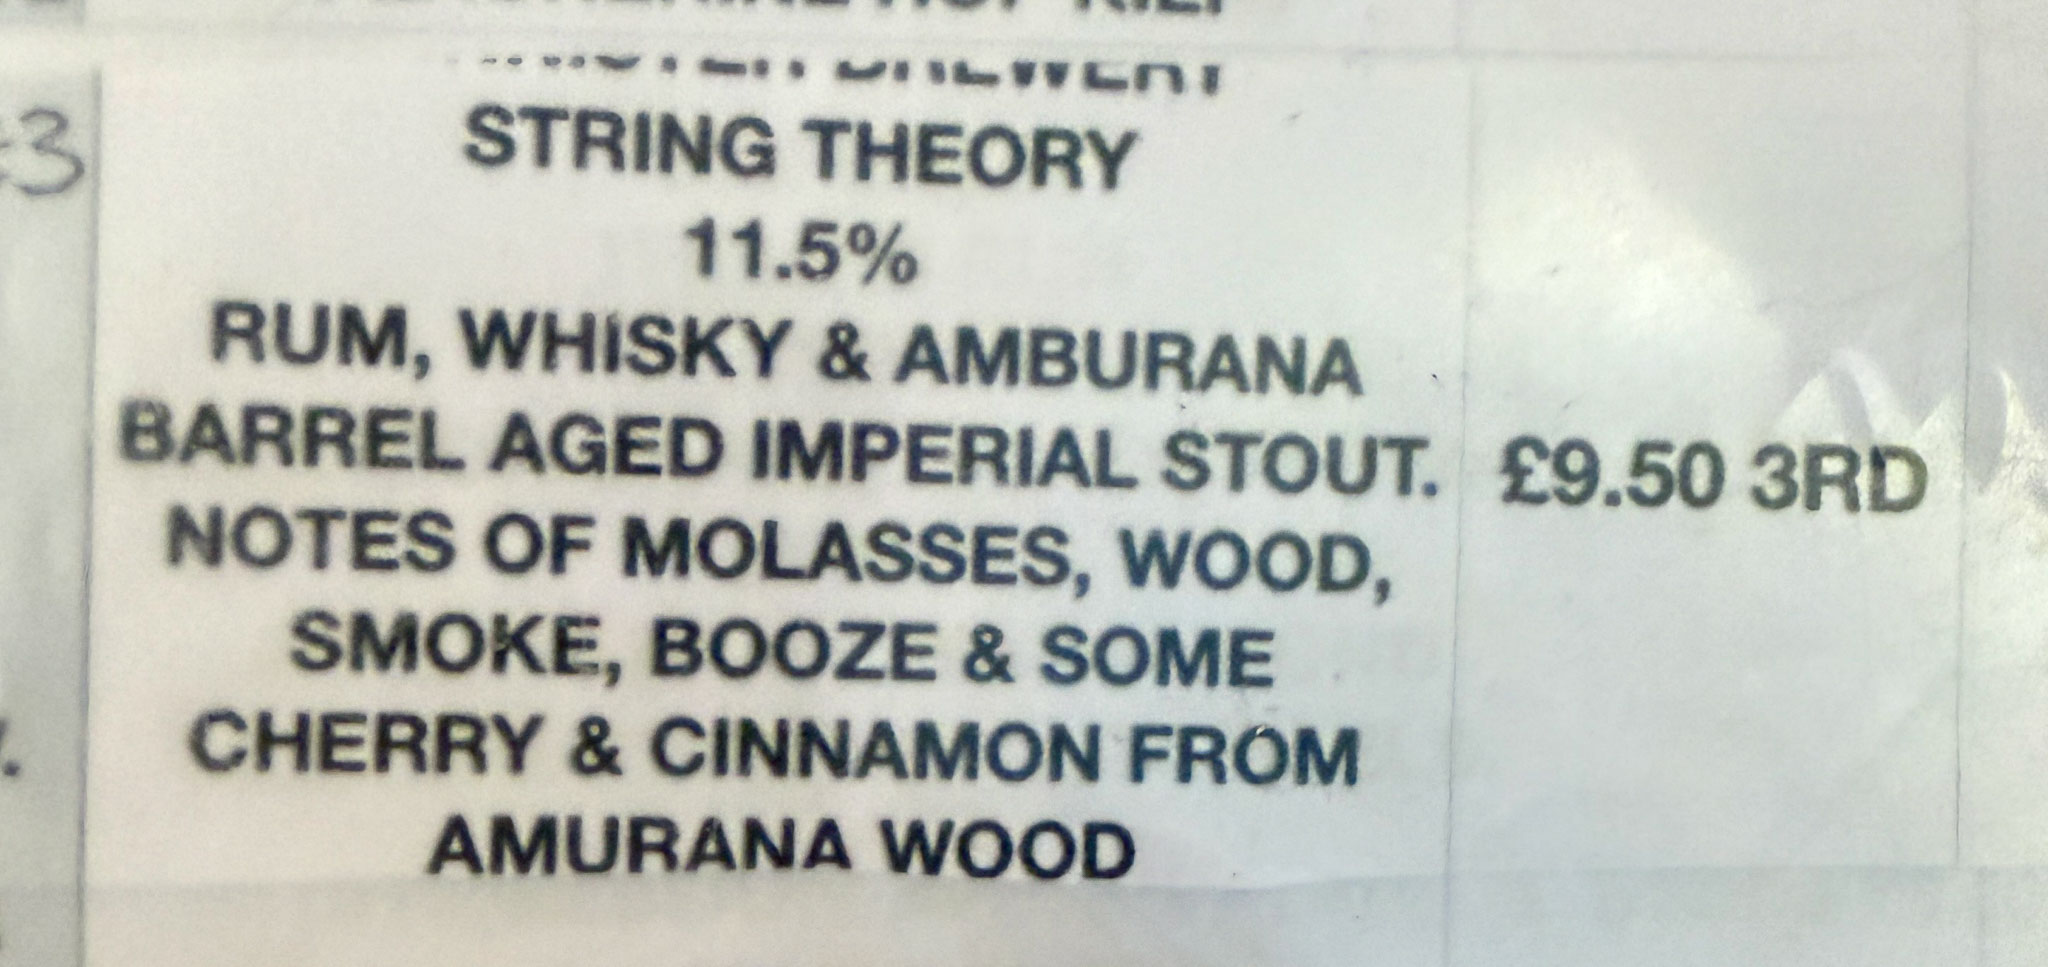 3
STRING THEORY
11.5%
RUM, WHISKY & AMBURANA
BARREL AGED IMPERIAL STOUT. £9.50 3RD
NOTES OF MOLASSES, WOOD,
SMOKE, BOOZE & SOME
CHERRY & CINNAMON FROM
AMURANA WOOD